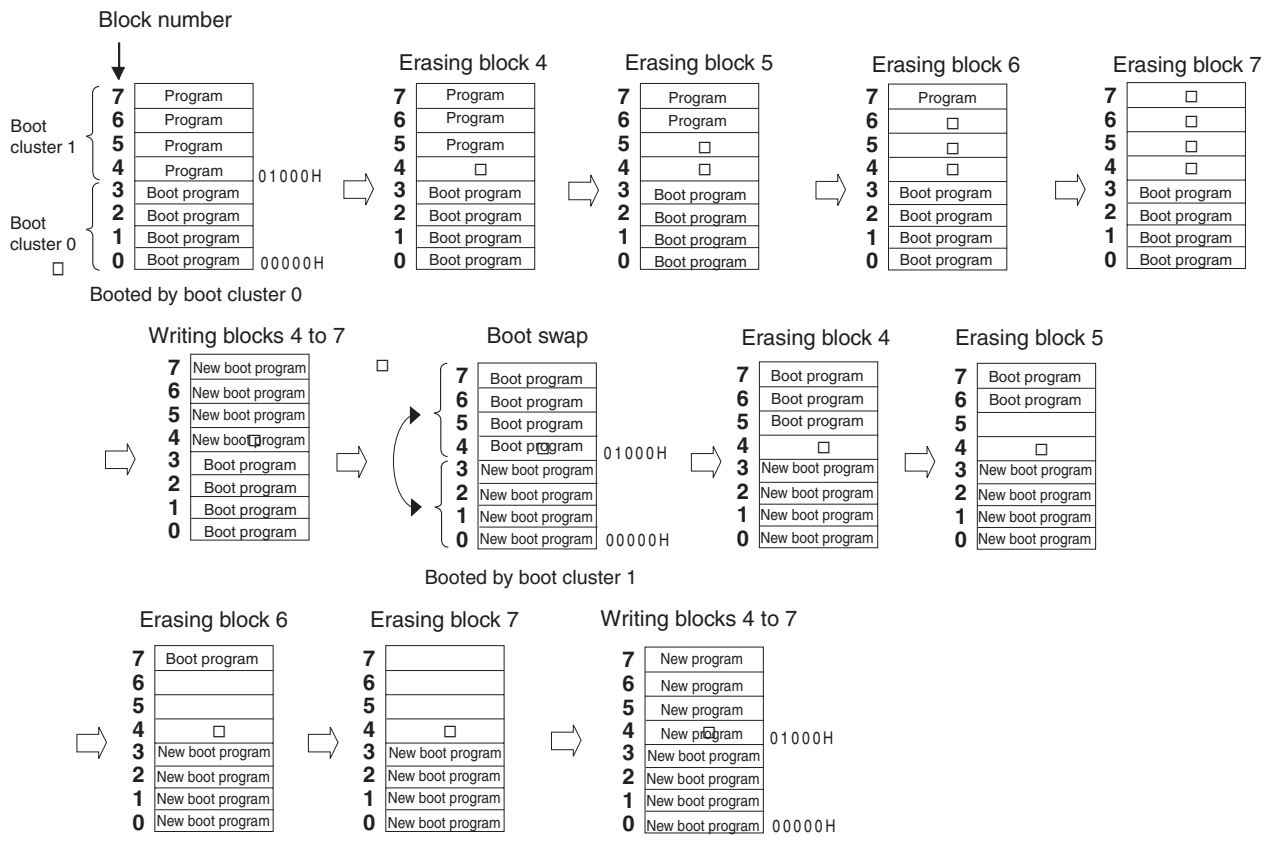 Block number
Erasing block 4
Erasing block 5
Erasing block 6
Erasing block 7
Boot cluster 1
Boot cluster 0
7 Program
6 Program
5 Program
4 Program 01000H
3 Boot program
2 Boot program
1 Boot program
0 Boot program 00000H
Booted by boot cluster 0
7 Program
6 Program
5 Program
4
3 Boot program
2 Boot program
1 Boot program
0 Boot program
7 Program
6 Program
5
4
3 Boot program
2 Boot program
1 Boot program
0 Boot program
7 Program
6
5
4
3 Boot program
2 Boot program
1 Boot program
0 Boot program
7
6
5
4
3 Boot program
2 Boot program
1 Boot program
0 Boot program
Writing blocks 4 to 7
7 New boot program
6 New boot program
5 New boot program
4 New boot program
3 Boot program
2 Boot program
1 Boot program
0 Boot program
Boot swap
7 Boot program
6 Boot program
5 Boot program
4 Boot program 01000H
3 New boot program
2 New boot program
1 New boot program
0 New boot program 00000H
Booted by boot cluster 1
Erasing block 4
7 Boot program
6 Boot program
5 Boot program
4
3 New boot program
2 New boot program
1 New boot program
0 New boot program
Erasing block 5
7 Boot program
6 Boot program
5
4
3 New boot program
2 New boot program
1 New boot program
0 New boot program
Erasing block 6
7 Boot program
6
5
4
3 New boot program
2 New boot program
1 New boot program
0 New boot program
Erasing block 7
7
6
5
4
3 New boot program
2 New boot program
1 New boot program
0 New boot program
Writing blocks 4 to 7
7 New program
6 New program
5 New program
4 New program 01000H
3 New boot program
2 New boot program
1 New boot program
0 New boot program 00000H